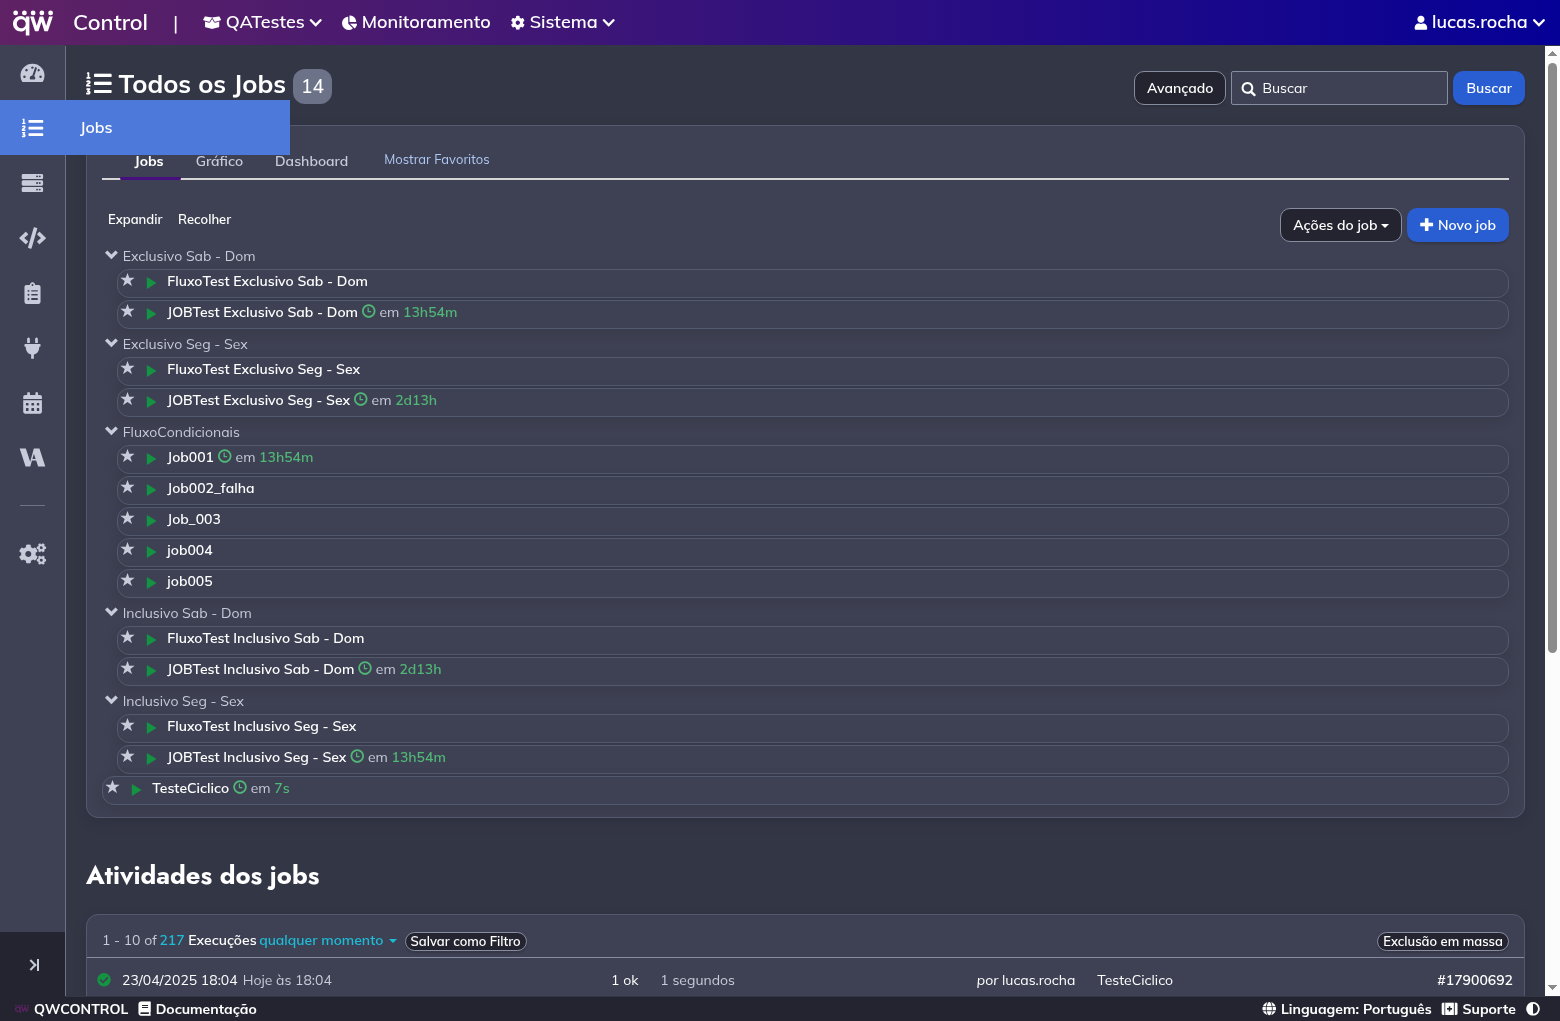 qw Control | QATestes Monitoramento Sistema lucas.rocha
Todos os Jobs 14 Avançado Buscar Buscar
Jobs
Jobs Gráfico Dashboard Mostrar Favoritos
Expandir Recolher Ações do job Novo job
Exclusivo Sab - Dom
FluxoTest Exclusivo Sab - Dom
JOBTest Exclusivo Sab - Dom em 13h54m
Exclusivo Seg - Sex
FluxoTest Exclusivo Seg - Sex
JOBTest Exclusivo Seg - Sex em 2d13h
FluxoCondicionais
Job001 em 13h54m
Job002_falha
Job_003
job004
job005
Inclusivo Sab - Dom
FluxoTest Inclusivo Sab - Dom
JOBTest Inclusivo Sab - Dom em 2d13h
Inclusivo Seg - Sex
FluxoTest Inclusivo Seg - Sex
JOBTest Inclusivo Seg - Sex em 13h54m
TesteCiclico em 7s
Atividades dos jobs
1 - 10 of 217 Execuções qualquer momento Salvar como Filtro Exclusão em massa
23/04/2025 18:04 Hoje às 18:04 1 ok 1 segundos por lucas.rocha TesteCiclico #17900692
qw QWCONTROL Documentação Linguagem: Português Suporte